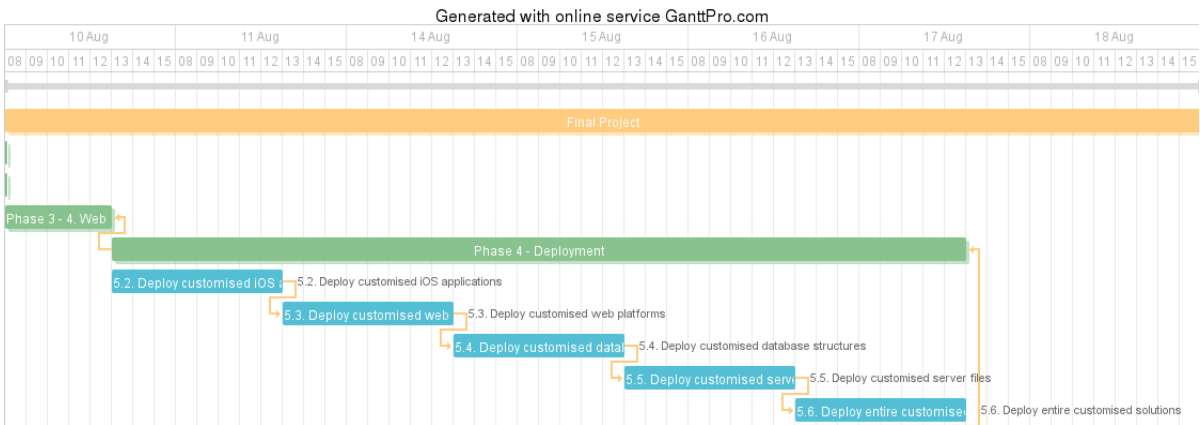 Generated with online service GanttPro.com
10 Aug 11 Aug 14 Aug 15 Aug 16 Aug 17 Aug 18 Aug
08 09 10 11 12 13 14 15 08 09 10 11 12 13 14 15 08 09 10 11 12 13 14 15 08 09 10 11 12 13 14 15 08 09 10 11 12 13 14 15 08 09 10 11 12 13 14 15 08 09 10 11 12 13 14 15
Final Project
Phase 3 - 4. Web
Phase 4 - Deployment
5.2. Deploy customised iOS a 5.2. Deploy customised iOS applications
5.3. Deploy customised web 5.3. Deploy customised web platforms
5.4. Deploy customised datab 5.4. Deploy customised database structures
5.5. Deploy customised serve 5.5. Deploy customised server files
5.6. Deploy entire customised 5.6. Deploy entire customised solutions